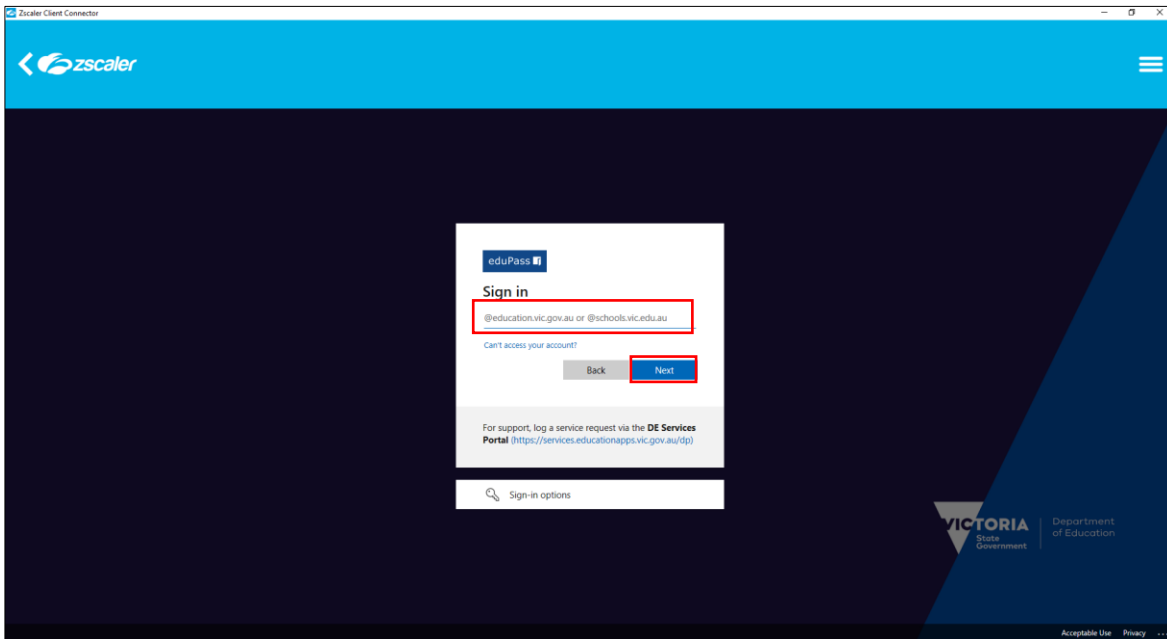 Zscaler Client Connector
zscaler
eduPass
Sign in
@education.vic.gov.au or @schools.vic.edu.au
Can't access your account?
Back
Next
For support, log a service request via the DE Services
Portal (https://services.educationapps.vic.gov.au/dp)
Sign-in options
VICTORIA
State
Government
Department
of Education
Acceptable Use
Privacy
...